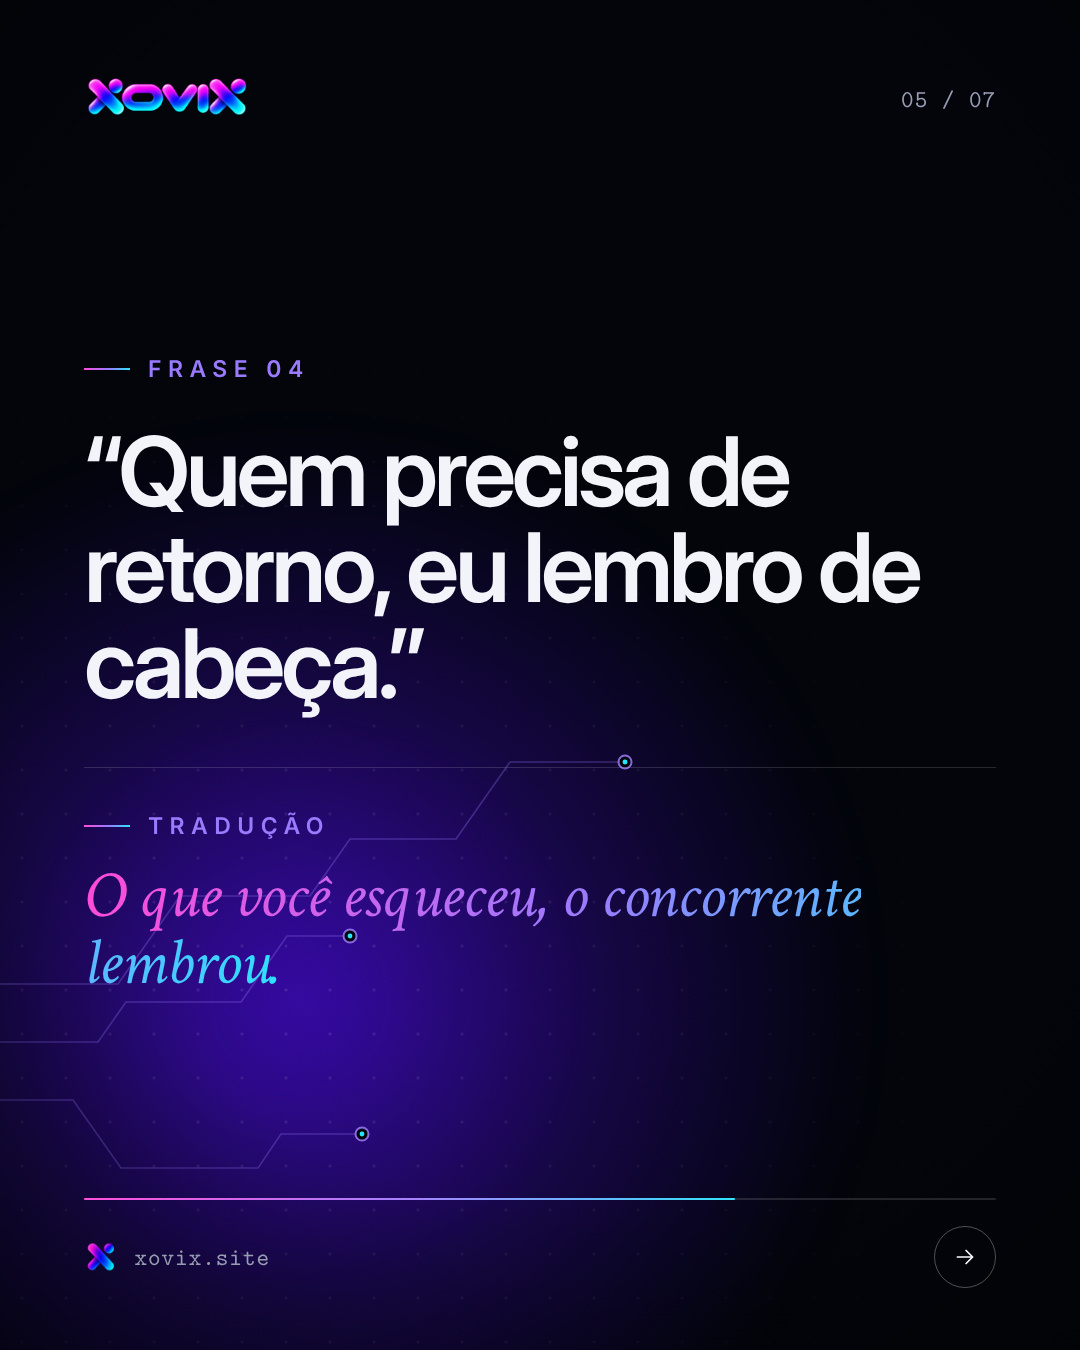 XOVIX
05 / 07
FRASE 04
“Quem precisa de
retorno, eu lembro de
cabeça.”
TRADUÇÃO
O que você esqueceu, o concorrente
lembrou.
xovix.site